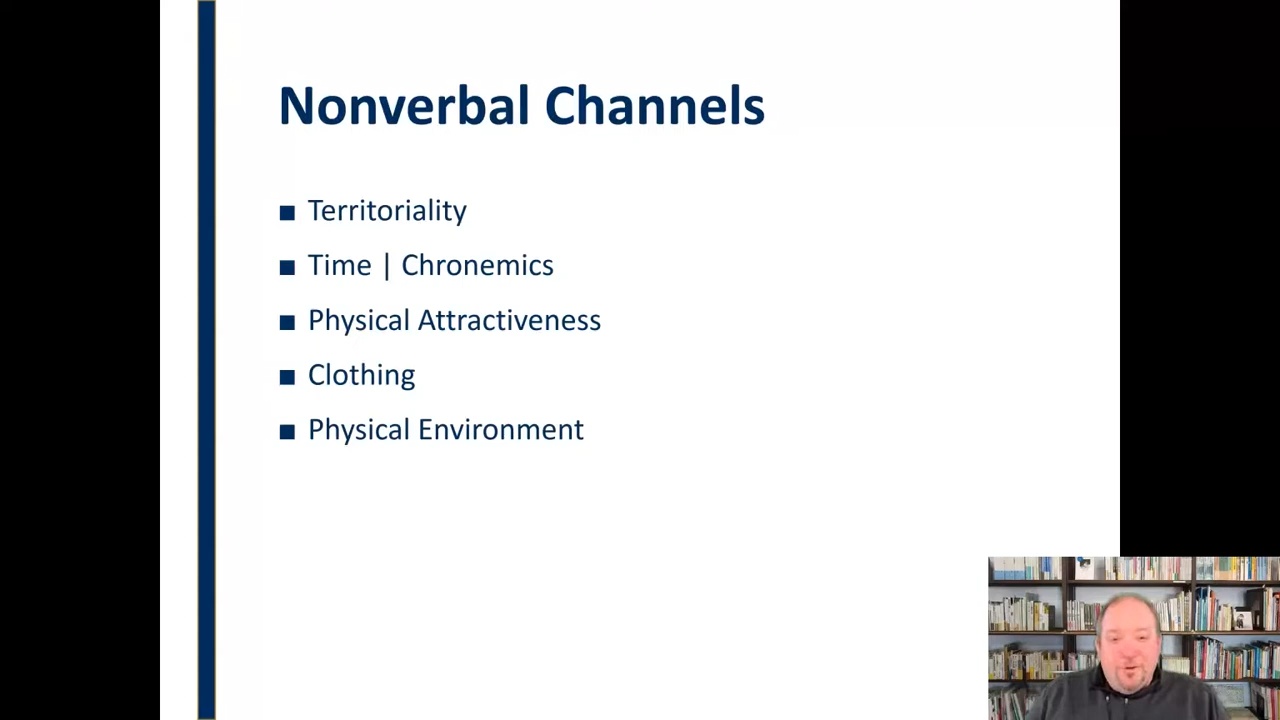 Nonverbal Channels
■ Territoriality
■ Time | Chronemics
■ Physical Attractiveness
■ Clothing
■ Physical Environment